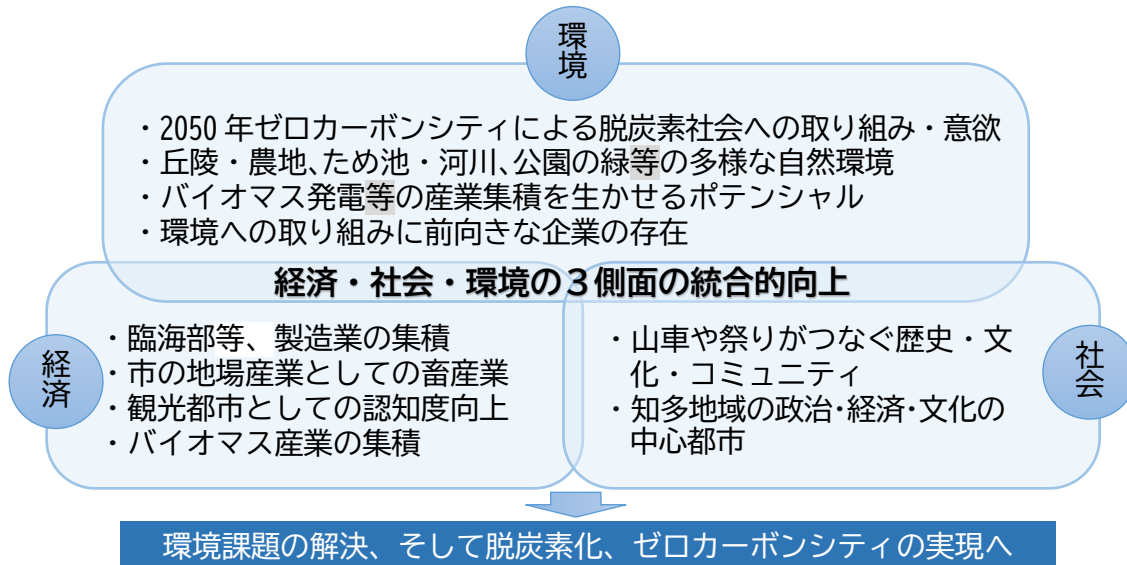 環境
・2050年ゼロカーボンシティによる脱炭素社会への取り組み・意欲
・丘陵・農地、ため池・河川、公園の緑等の多様な自然環境
・バイオマス発電等の産業集積を生かせるポテンシャル
・環境への取り組みに前向きな企業の存在
経済・社会・環境の3側面の統合的向上
経済
・臨海部等、製造業の集積
・市の地場産業としての畜産業
・観光都市としての認知度向上
・バイオマス産業の集積
社会
・山車や祭りがつなぐ歴史・文
化・コミュニティ
・知多地域の政治・経済・文化の
中心都市
環境課題の解決、そして脱炭素化、ゼロカーボンシティの実現へ